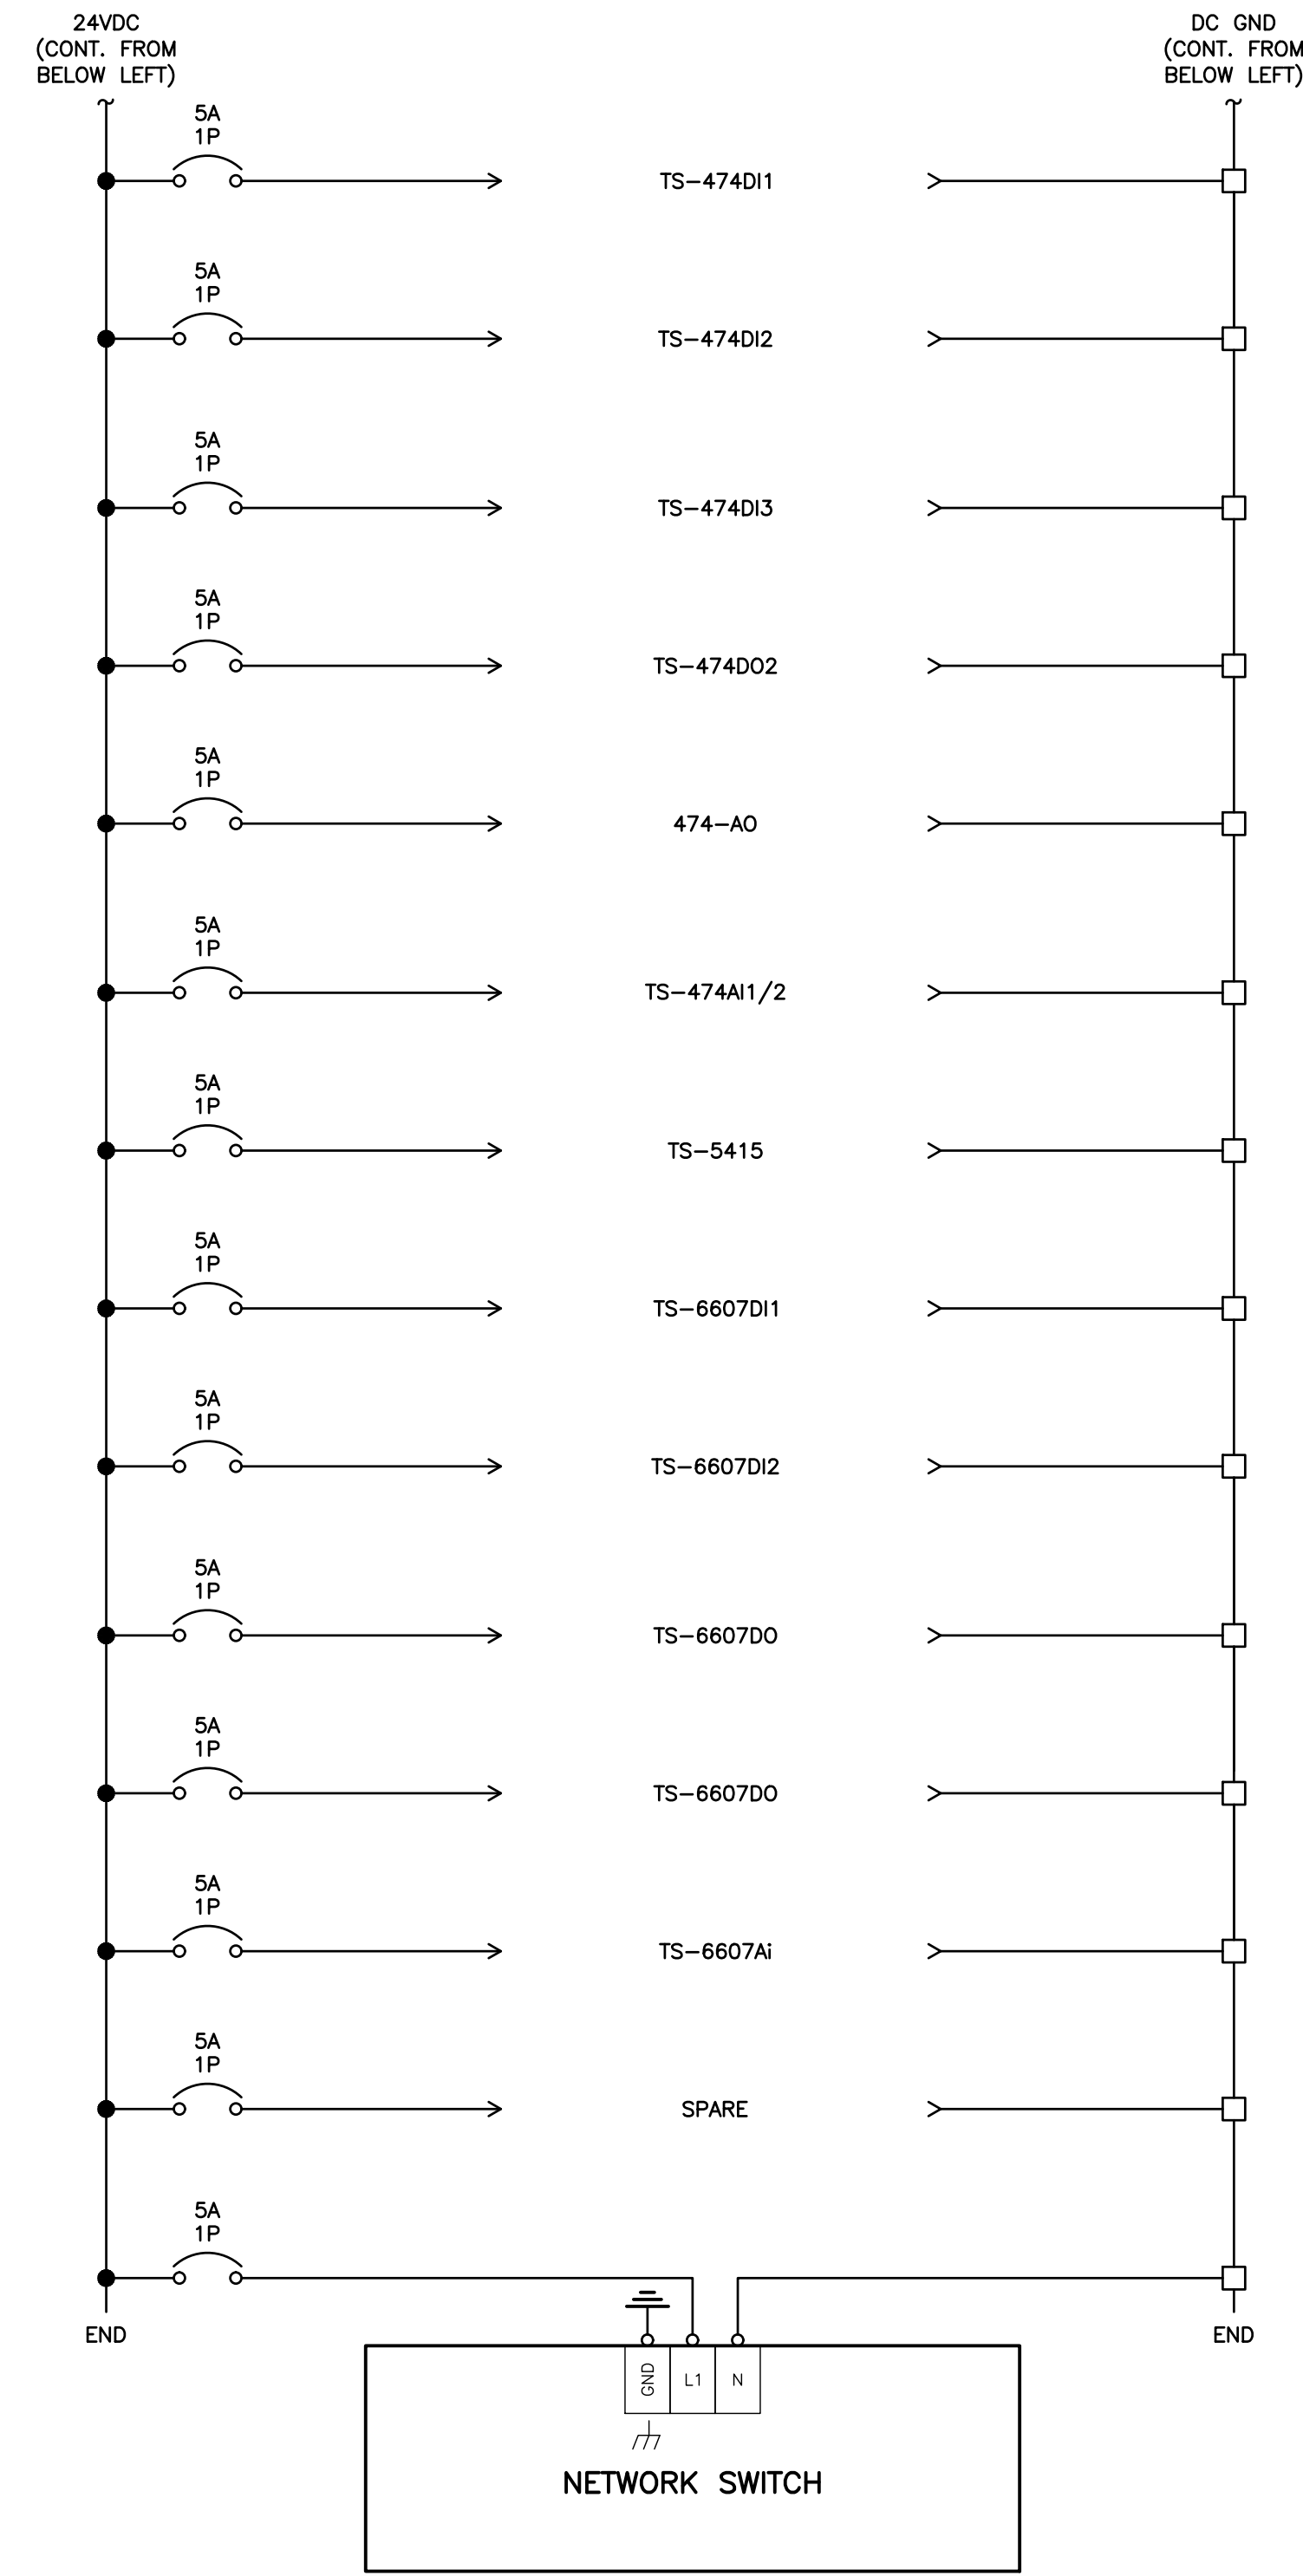 24VDC
(CONT. FROM
BELOW LEFT)
DC GND
(CONT. FROM
BELOW LEFT)
5A
1P
TS-474DI1
5A
1P
TS-474DI2
5A
1P
TS-474DI3
5A
1P
TS-474DO2
5A
1P
474-AO
5A
1P
TS-474AI1/2
5A
1P
TS-5415
5A
1P
TS-6607DI1
5A
1P
TS-6607DI2
5A
1P
TS-6607DO
5A
1P
TS-6607DO
5A
1P
TS-6607Ai
5A
1P
SPARE
5A
1P
END
END
GND
L1
N
NETWORK SWITCH